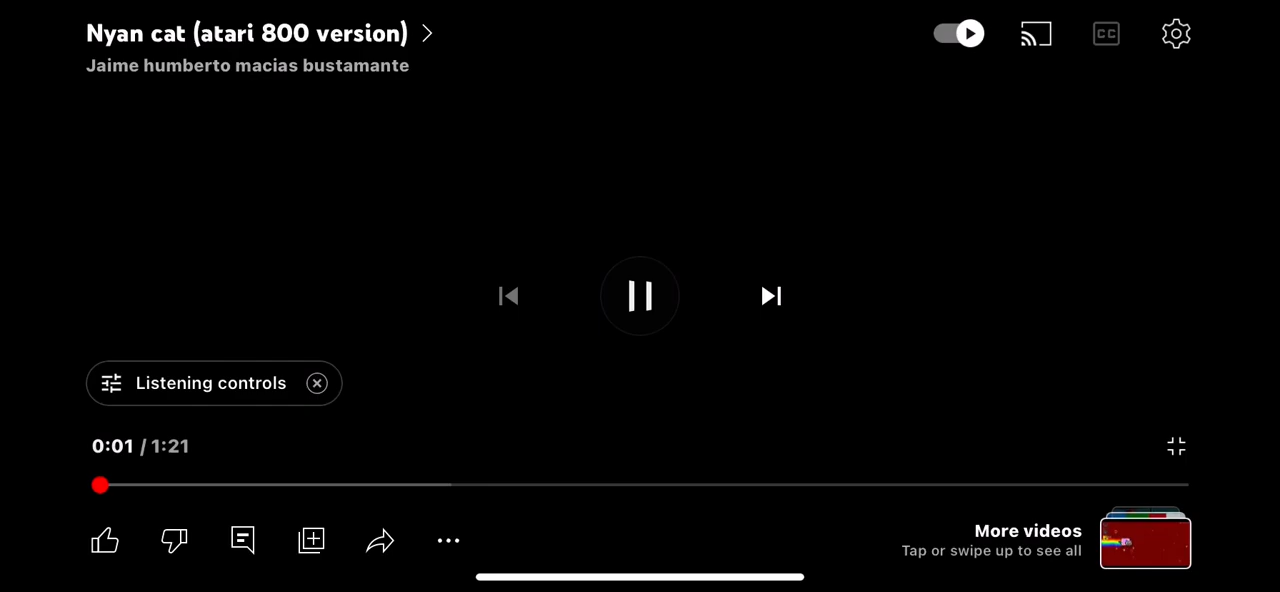 Nyan cat (atari 800 version)
Jaime humberto macias bustamante
CC
Listening controls
0:01 / 1:21
More videos
Tap or swipe up to see all